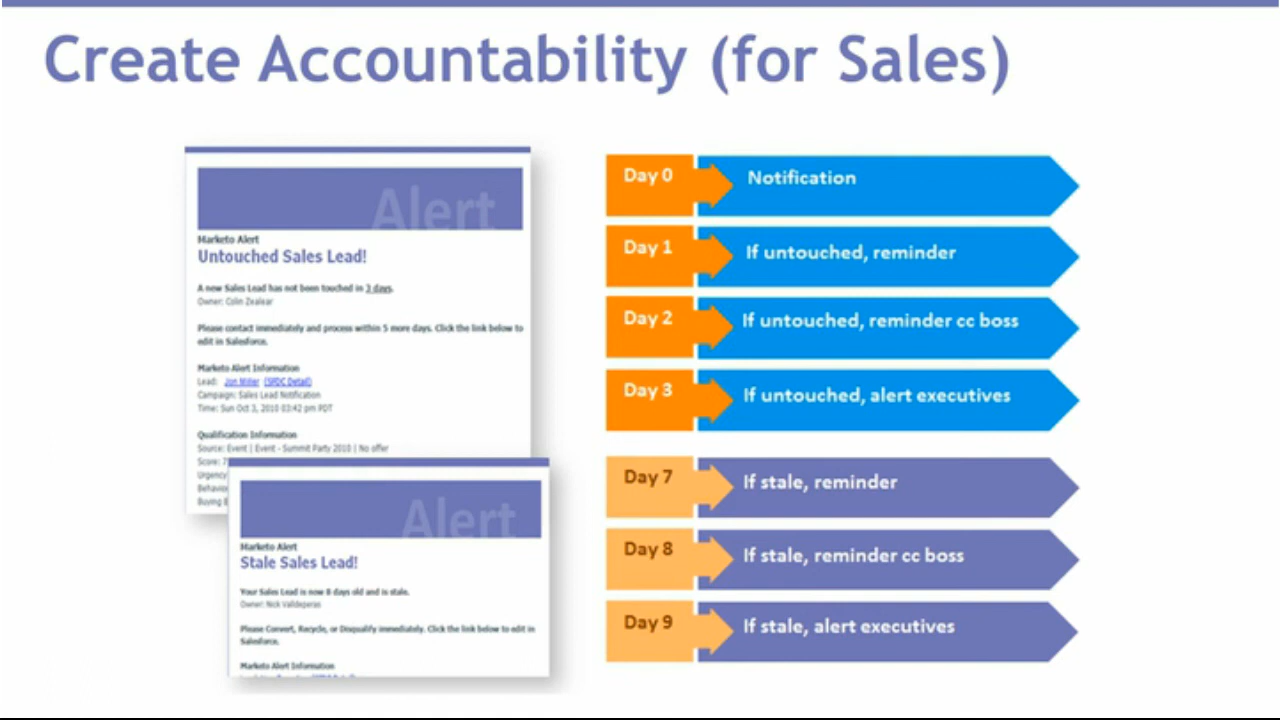 Create Accountability (for Sales)
Alert
Marketo Alert
Untouched Sales Lead!
A new Sales Lead has not been touched in 3 days.
Owner: Colin Zealear
Please contact immediately and process within 5 more days. Click the link below to
edit in Salesforce.
Marketo Alert Information
Lead: Jon Miller (SFDC Detail)
Campaign: Sales Lead Notification
Time: Sun Oct 3, 2010 03:42 pm PDT
Qualification Information
Source: Event | Event - Summit Party 2010 | No offer
Score: 7
Urgency
Behavio
Buying B
Alert
Marketo Alert
Stale Sales Lead!
Your Sales Lead is now 8 days old and is stale.
Owner: Nick Valldeperas
Please Convert, Recycle, or Disqualify immediately. Click the link below to edit in
Salesforce.
Marketo Alert Information
Day 0 Notification
Day 1 If untouched, reminder
Day 2 If untouched, reminder cc boss
Day 3 If untouched, alert executives
Day 7 If stale, reminder
Day 8 If stale, reminder cc boss
Day 9 If stale, alert executives